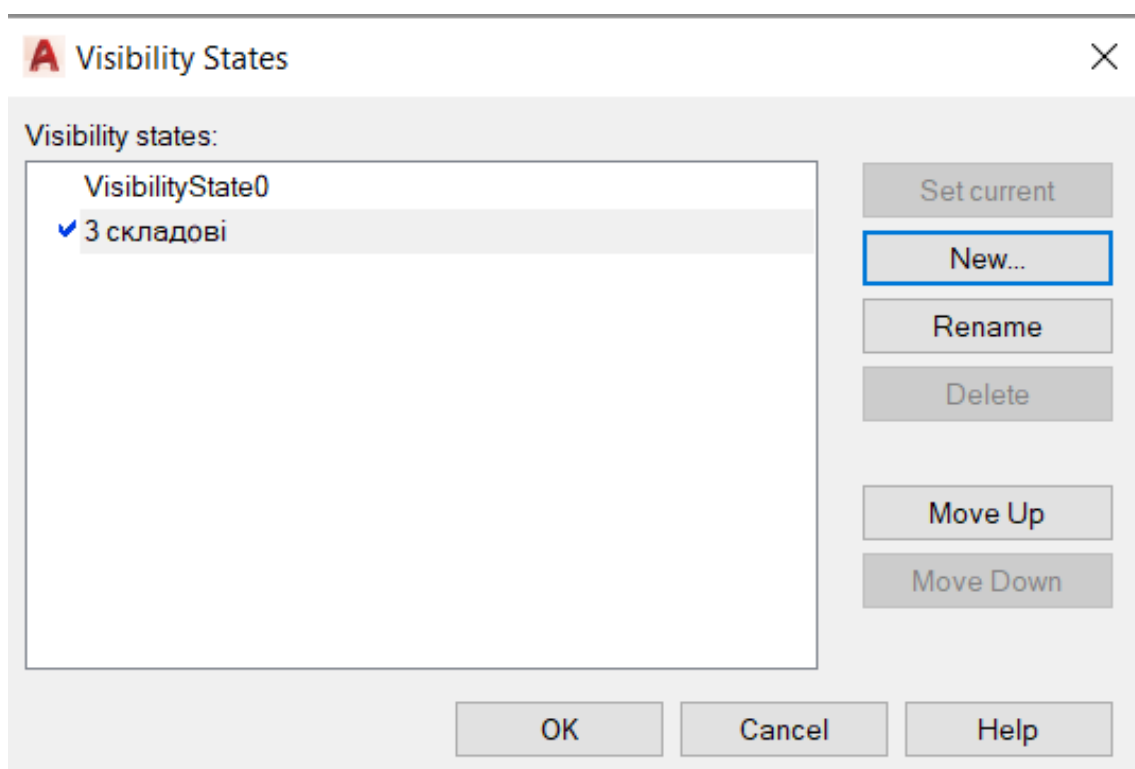 Visibility States
Visibility states:
VisibilityState0
3 складові
Set current
New...
Rename
Delete
Move Up
Move Down
OK
Cancel
Help